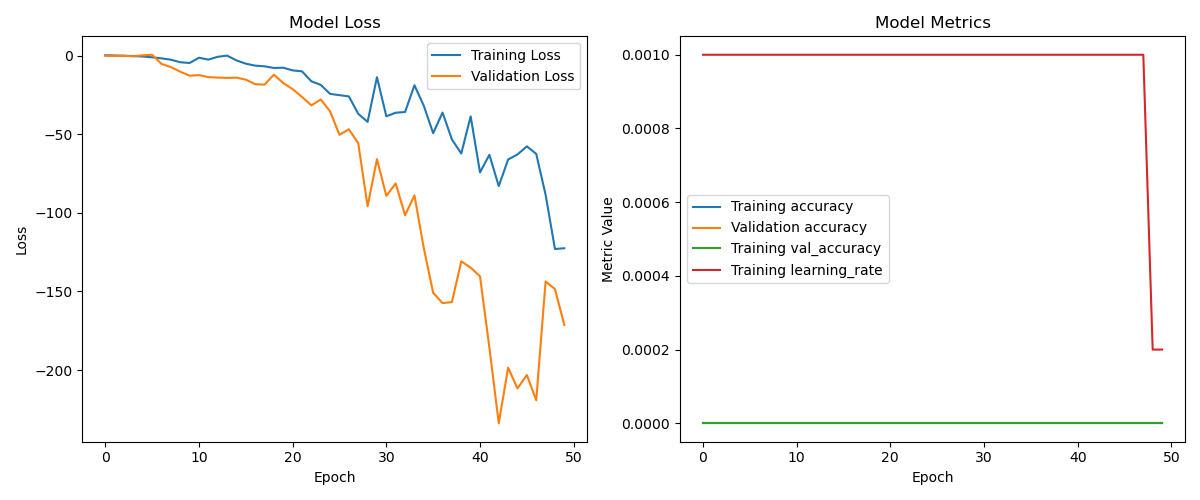 Model Loss
Training Loss
Validation Loss
0
−50
−100
−150
−200
Loss
0 10 20 30 40 50
Epoch
Model Metrics
0.0010
0.0008
0.0006
0.0004
0.0002
0.0000
Metric Value
Training accuracy
Validation accuracy
Training val_accuracy
Training learning_rate
0 10 20 30 40 50
Epoch